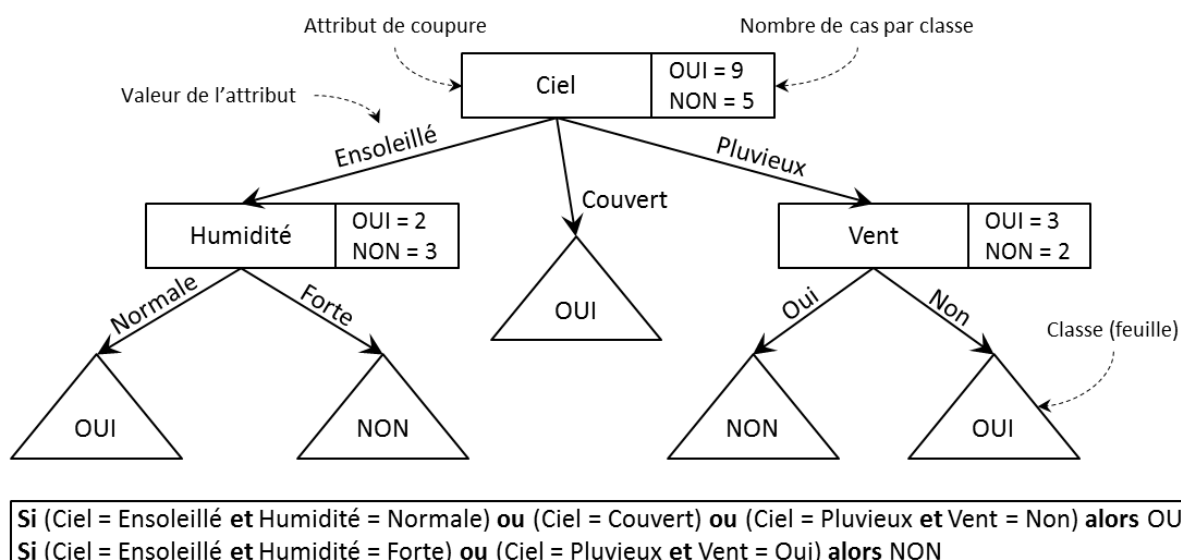 Attribut de coupure
Nombre de cas par classe
Valeur de l'attribut
Ciel
OUI = 9
NON = 5
Ensoleillé
Couvert
Pluvieux
Humidité
OUI = 2
NON = 3
Vent
OUI = 3
NON = 2
Normale
Forte
OUI
Oui
Non
Classe (feuille)
OUI
NON
NON
OUI
Si (Ciel = Ensoleillé et Humidité = Normale) ou (Ciel = Couvert) ou (Ciel = Pluvieux et Vent = Non) alors OU
Si (Ciel = Ensoleillé et Humidité = Forte) ou (Ciel = Pluvieux et Vent = Oui) alors NON